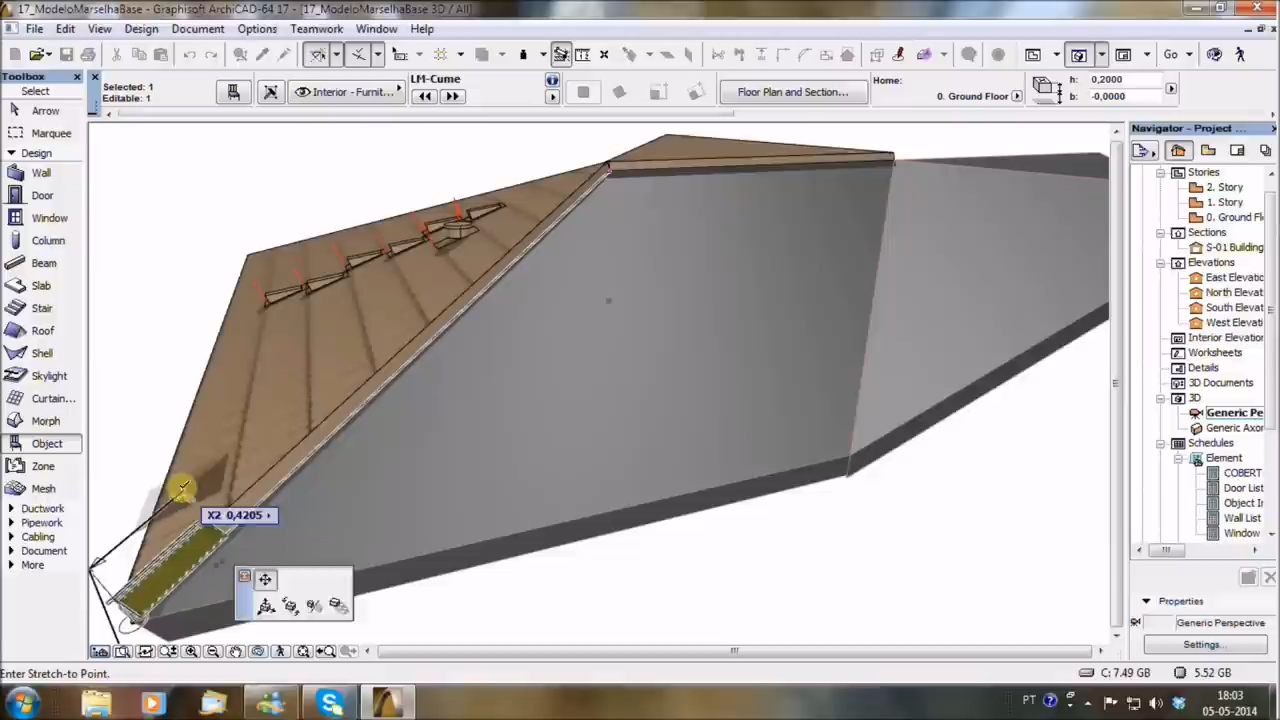 17_ModeloMarselhaBase - Graphisoft ArchiCAD-64 17 - [17_ModeloMarselhaBase 3D / All]
File Edit View Design Document Options Teamwork Window Help
Go
Toolbox
Select
Arrow
Marquee
Design
Wall
Door
Window
Column
Beam
Slab
Stair
Roof
Shell
Skylight
Curtain...
Morph
Object
Zone
Mesh
Ductwork
Pipework
Cabling
Document
More
Selected: 1
Editable: 1
Interior - Furnit...
LM-Cume
Floor Plan and Section...
Home:
0. Ground Floor
h: 0,2000
b: -0,0000
X2 0,4205
Navigator - Project ...
Stories
2. Story
1. Story
0. Ground Fl
Sections
S-01 Building
Elevations
East Elevatio
North Elevat
South Elevat
West Elevati
Interior Elevation
Worksheets
Details
3D Documents
3D
Generic Pe
Generic Axon
Schedules
Element
COBERT
Door List
Object In
Wall List
Window
Properties
Generic Perspective
Settings...
Enter Stretch-to Point.
C: 7.49 GB
5.52 GB
PT
18:03
05-05-2014